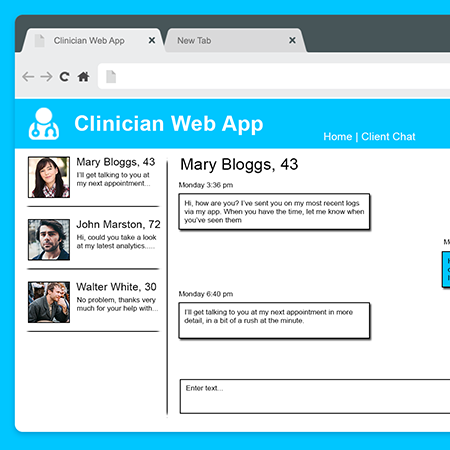 Clinician Web App
New Tab
Clinician Web App
Home | Client Chat
Mary Bloggs, 43
I'll get talking to you at
my next appointment...
John Marston, 72
Hi, could you take a look
at my latest analytics.....
Walter White, 30
No problem, thanks very
much for your help with...
Mary Bloggs, 43
Monday 3:36 pm
Hi, how are you? I've sent you on my most recent logs
via my app. When you have the time, let me know when
you've seen them
Monday 6:40 pm
I'll get talking to you at my next appointment in more
detail, in a bit of a rush at the minute.
Enter text...